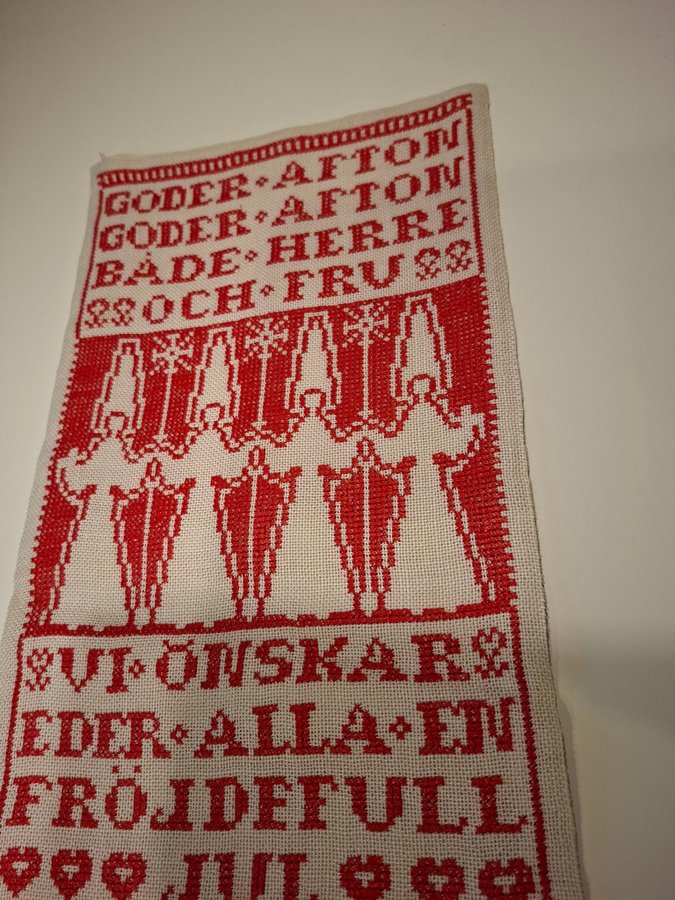 GODER · AFTON
GODER · AFTON
BÅDE · HERRE
OCH · FRU
VI · ÖNSKAR
EDER · ALLA · EN
FRÖJDEFULL
JUL